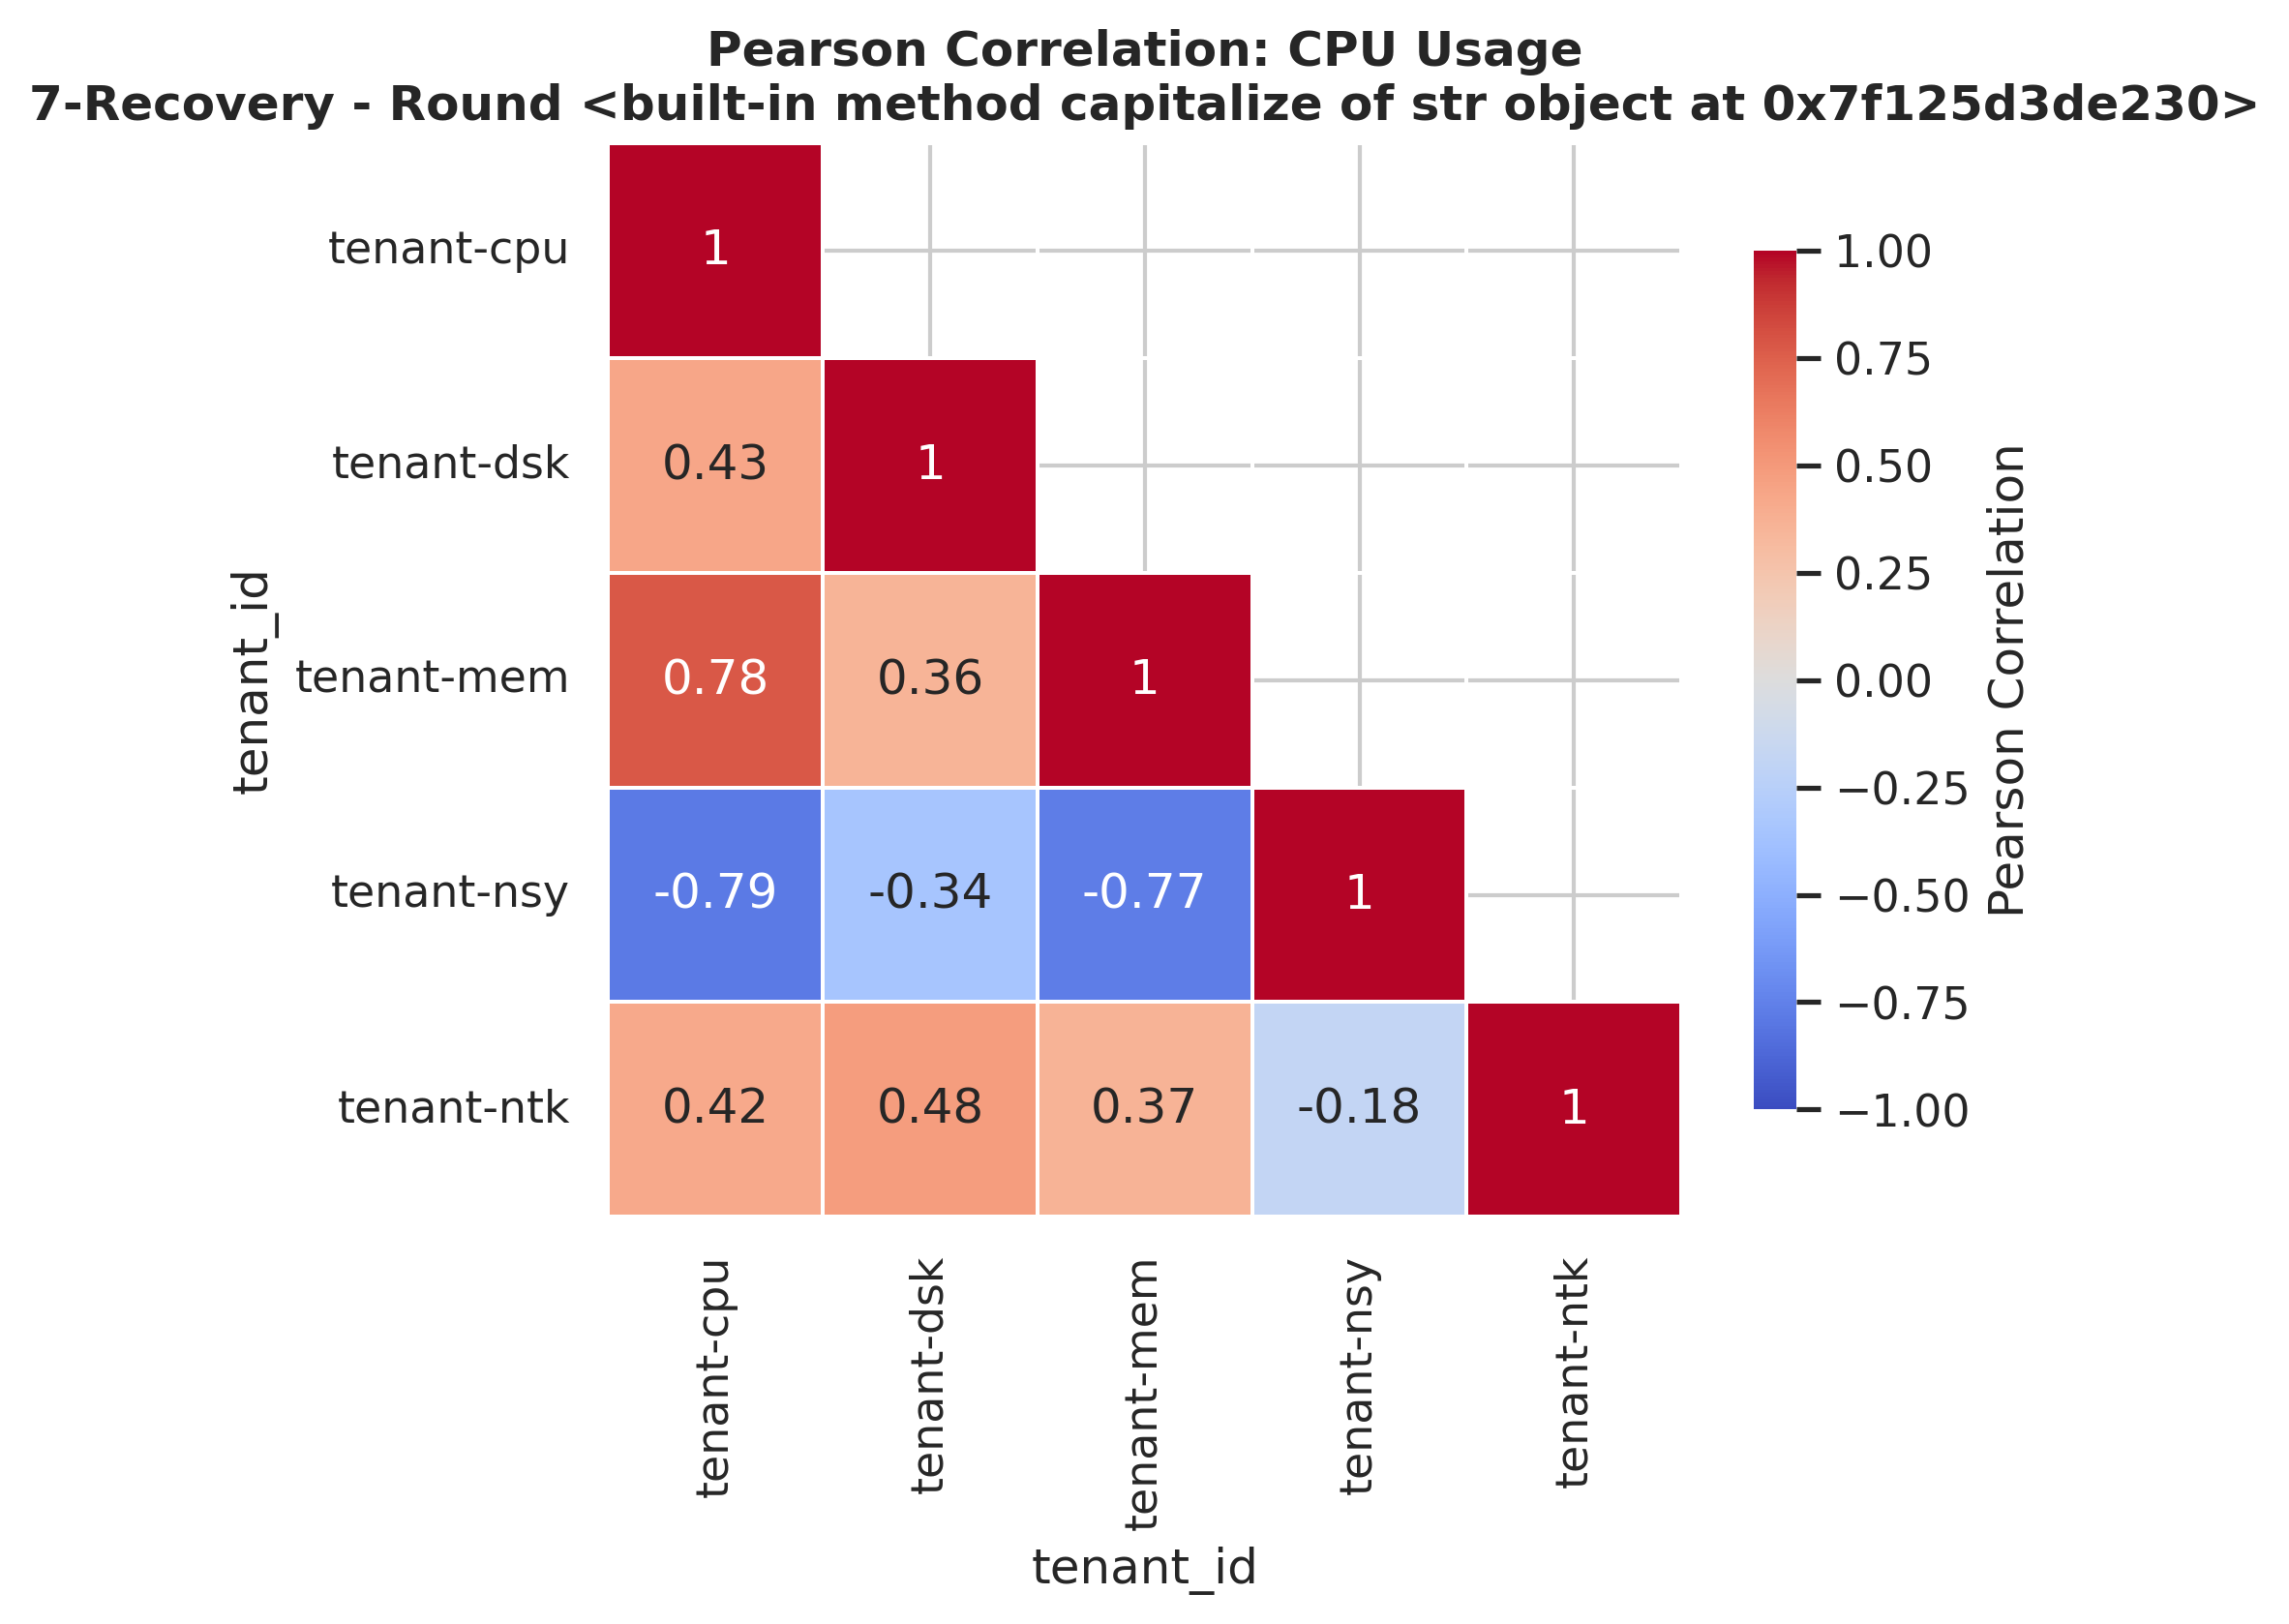 Pearson Correlation: CPU Usage
7-Recovery - Round <built-in method capitalize of str object at 0x7f125d3de230>
tenant_id
tenant-cpu
1
tenant-dsk
0.43 1
tenant-mem
0.78 0.36 1
tenant-nsy
-0.79 -0.34 -0.77 1
tenant-ntk
0.42 0.48 0.37 -0.18 1
tenant-cpu
tenant-dsk
tenant-mem
tenant-nsy
tenant-ntk
tenant_id
1.00
0.75
0.50
0.25
0.00
−0.25
−0.50
−0.75
−1.00
Pearson Correlation